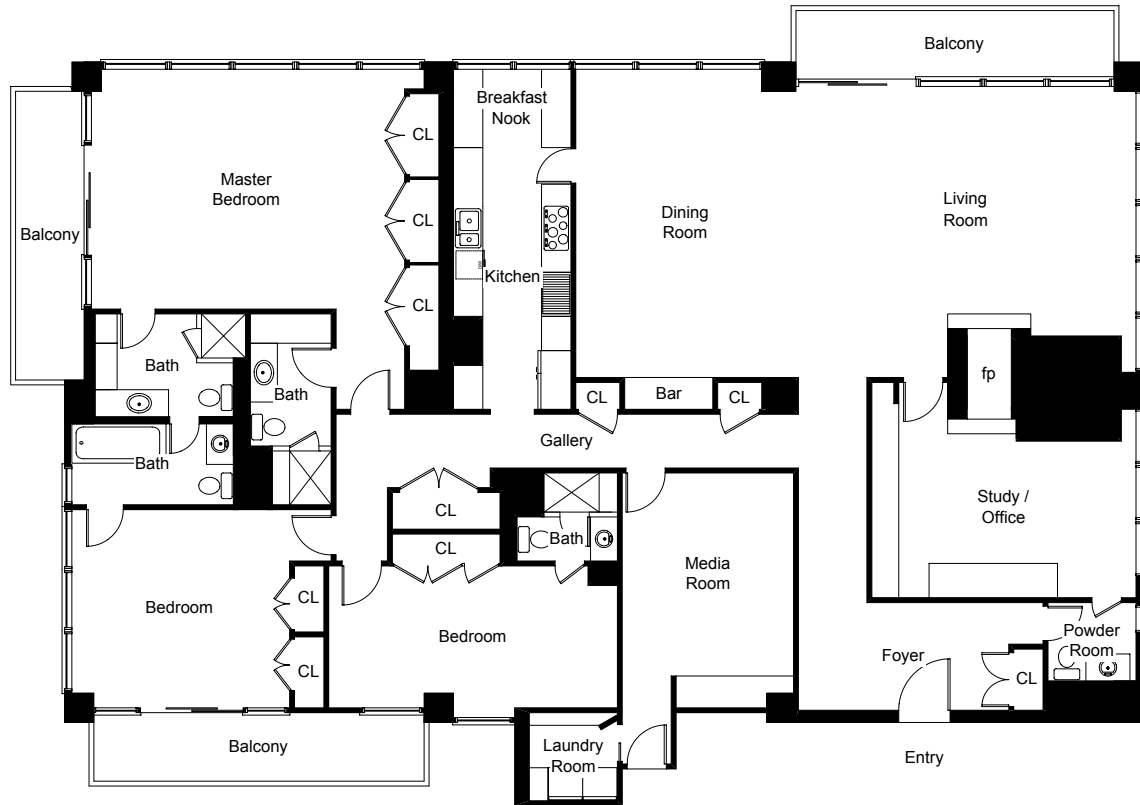 Balcony
Breakfast
Nook
CL
Master
Bedroom
CL
Dining
Room
Living
Room
Balcony
Kitchen
CL
Bath
Bath
fp
CL
Bar
CL
Gallery
Bath
Study /
Office
CL
CL
Bath
Media
Room
CL
Bedroom
Bedroom
Powder
Room
Foyer
CL
CL
Balcony
Laundry
Room
Entry